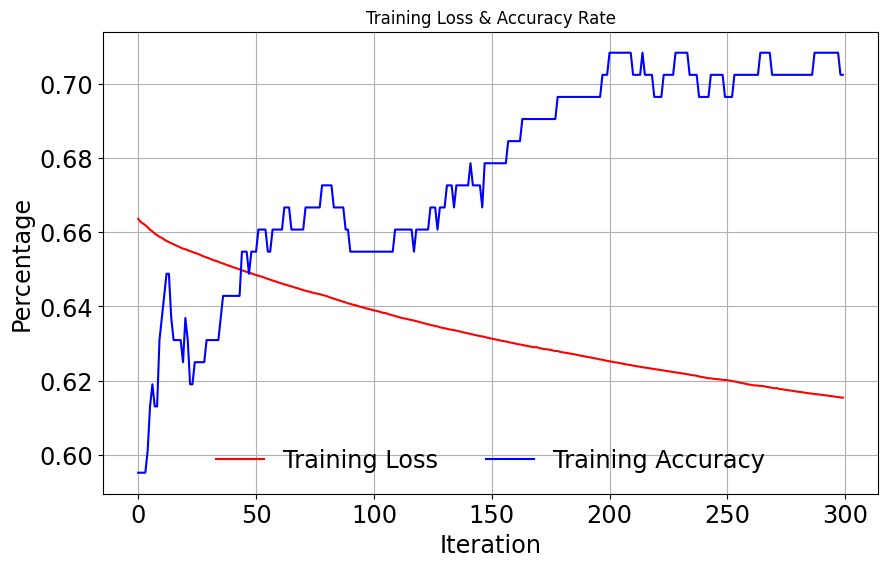 Training Loss & Accuracy Rate
0.70
0.68
0.66
0.64
0.62
0.60
Percentage
Training Loss
Training Accuracy
0 50 100 150 200 250 300
Iteration